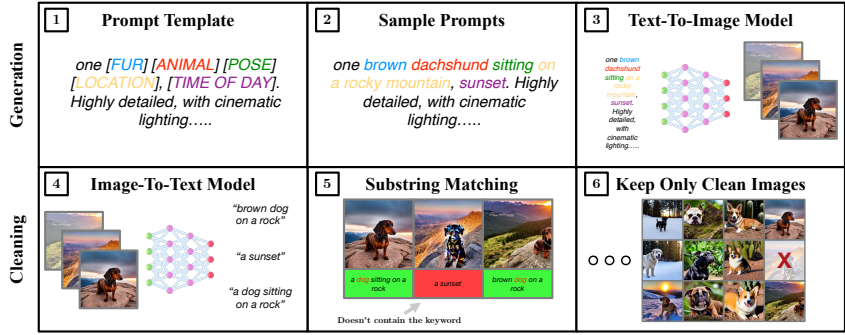 Generation
1 Prompt Template
one [FUR] [ANIMAL] [POSE]
[LOCATION], [TIME OF DAY].
Highly detailed, with cinematic
lighting…..
2 Sample Prompts
one brown dachshund sitting on
a rocky mountain, sunset. Highly
detailed, with cinematic
lighting…..
3 Text-To-Image Model
one brown
dachshund
sitting on a
rocky
mountain,
sunset.
Highly
detailed,
with
cinematic
lighting…..
Cleaning
4 Image-To-Text Model
“brown dog
on a rock”
“a sunset”
“a dog sitting
on a rock”
5 Substring Matching
a dog sitting on a
rock
a sunset
brown dog on a
rock
Doesn't contain the keyword
6 Keep Only Clean Images
X